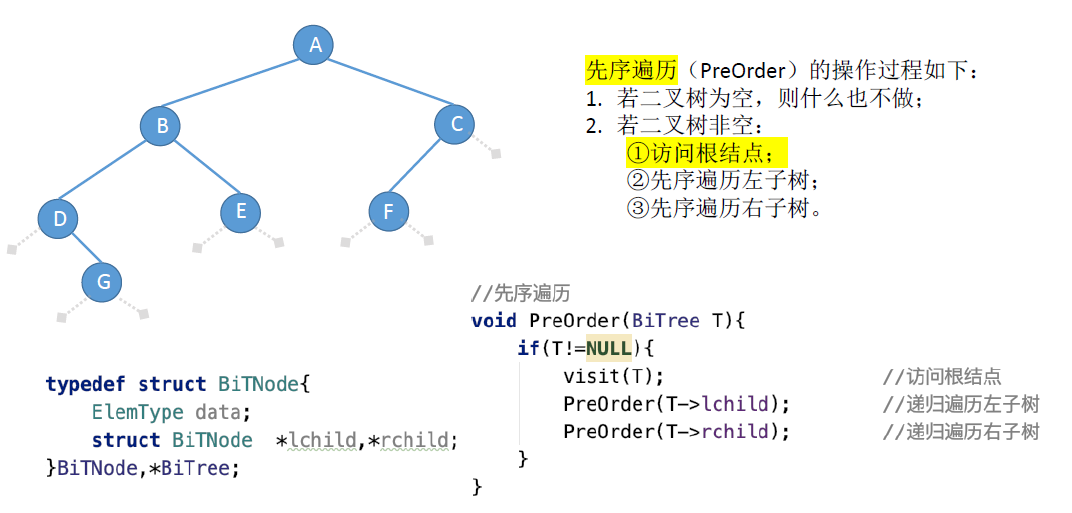 A
B
C
D
E
F
G
先序遍历（PreOrder）的操作过程如下：
1. 若二叉树为空，则什么也不做；
2. 若二叉树非空：
①访问根结点；
②先序遍历左子树；
③先序遍历右子树。
typedef struct BiTNode{
ElemType data;
struct BiTNode *lchild,*rchild;
}BiTNode,*BiTree;
//先序遍历
void PreOrder(BiTree T){
if(T!=NULL){
visit(T); //访问根结点
PreOrder(T->lchild); //递归遍历左子树
PreOrder(T->rchild); //递归遍历右子树
}
}